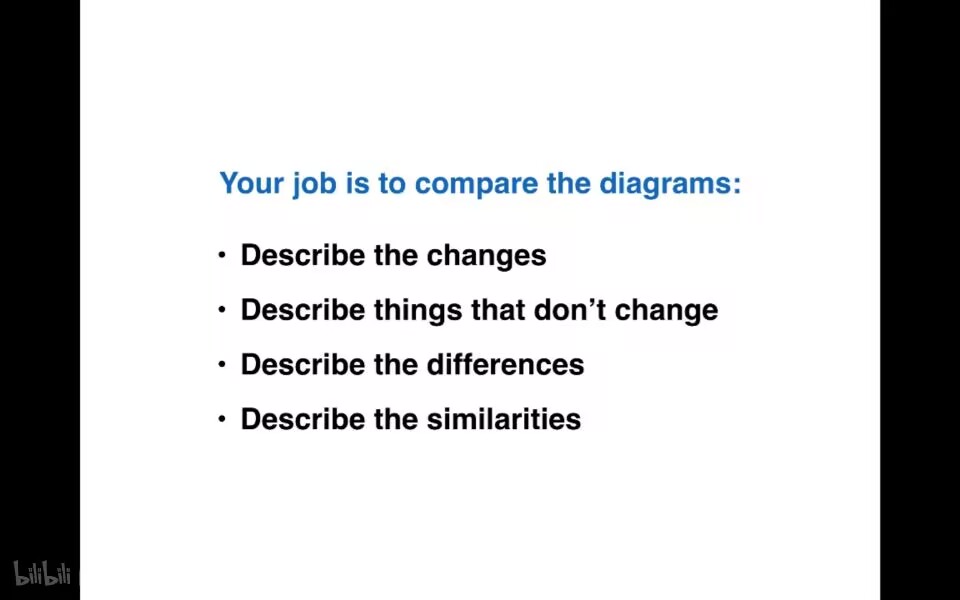 Your job is to compare the diagrams:
• Describe the changes
• Describe things that don’t change
• Describe the differences
• Describe the similarities
bilibili